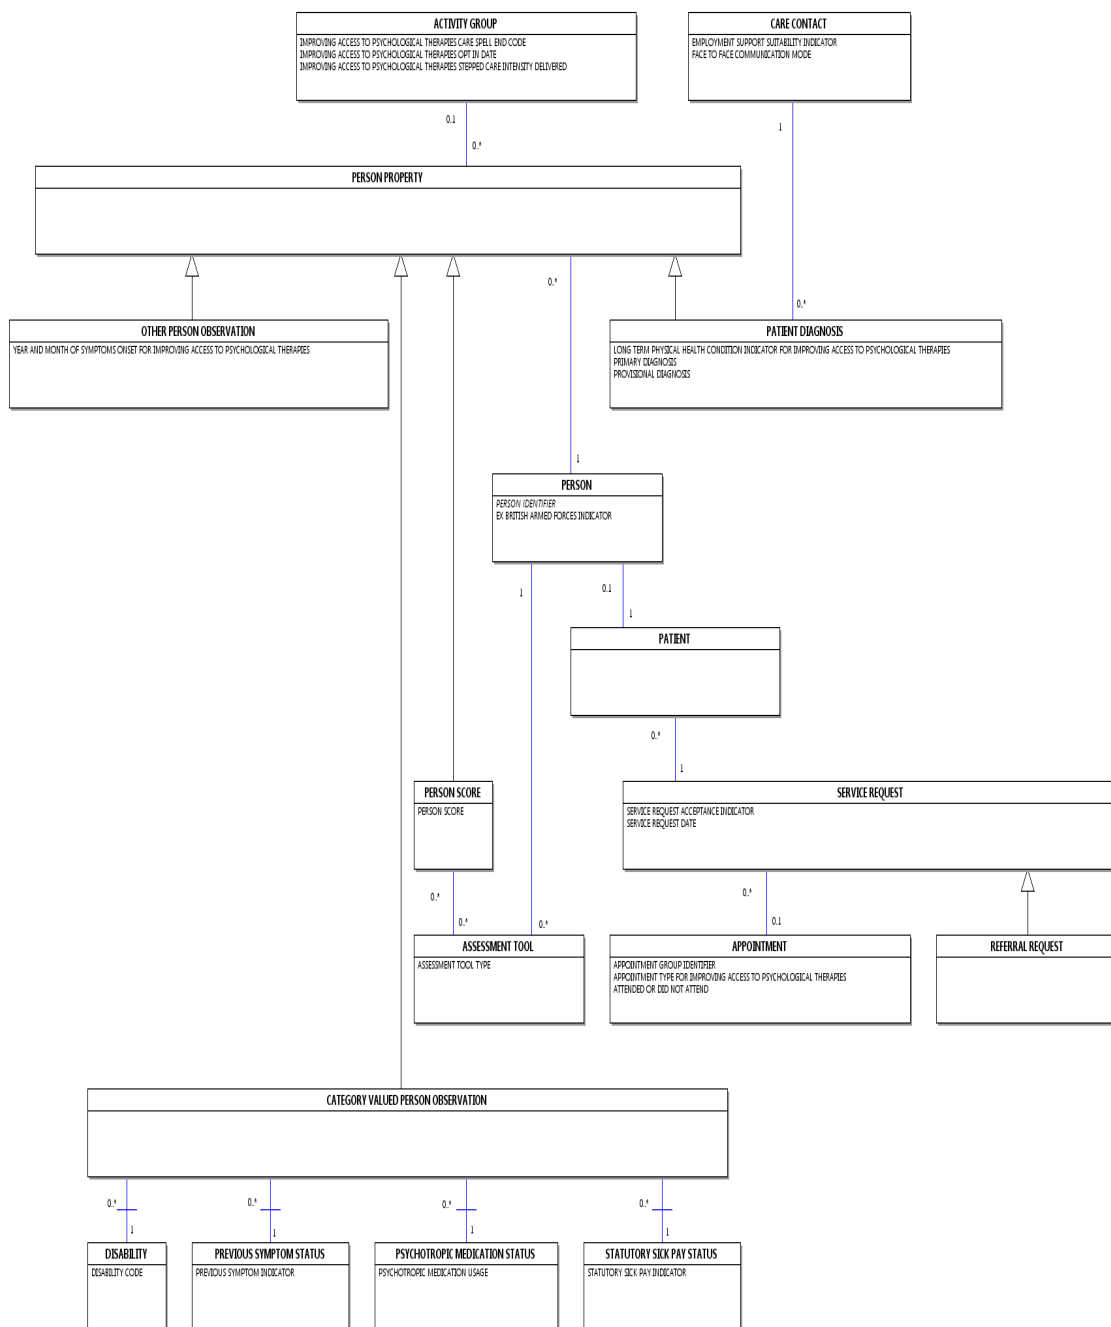 ACTIVITY GROUP
IMPROVING ACCESS TO PSYCHOLOGICAL THERAPIES CARE SPELL END CODE
IMPROVING ACCESS TO PSYCHOLOGICAL THERAPIES OPT IN DATE
IMPROVING ACCESS TO PSYCHOLOGICAL THERAPIES STEPPED CARE INTENSITY DELIVERED
CARE CONTACT
EMPLOYMENT SUPPORT SUITABILITY INDICATOR
FACE TO FACE COMMUNICATION MODE
0..1
0..*
1
0..*
PERSON PROPERTY
0..*
1
OTHER PERSON OBSERVATION
YEAR AND MONTH OF SYMPTOMS ONSET FOR IMPROVING ACCESS TO PSYCHOLOGICAL THERAPIES
PATIENT DIAGNOSIS
LONG TERM PHYSICAL HEALTH CONDITION INDICATOR FOR IMPROVING ACCESS TO PSYCHOLOGICAL THERAPIES
PRIMARY DIAGNOSIS
PROVISIONAL DIAGNOSIS
PERSON
PERSON IDENTIFIER
EX BRITISH ARMED FORCES INDICATOR
1
0..1
1
PATIENT
0..*
1
PERSON SCORE
PERSON SCORE
SERVICE REQUEST
SERVICE REQUEST ACCEPTANCE INDICATOR
SERVICE REQUEST DATE
0..*
0..*
0..*
0..*
0..1
ASSESSMENT TOOL
ASSESSMENT TOOL TYPE
APPOINTMENT
APPOINTMENT GROUP IDENTIFIER
APPOINTMENT TYPE FOR IMPROVING ACCESS TO PSYCHOLOGICAL THERAPIES
ATTENDED OR DID NOT ATTEND
REFERRAL REQUEST
CATEGORY VALUED PERSON OBSERVATION
0..*
1
0..*
1
0..*
1
0..*
1
DISABILITY
DISABILITY CODE
PREVIOUS SYMPTOM STATUS
PREVIOUS SYMPTOM INDICATOR
PSYCHOTROPIC MEDICATION STATUS
PSYCHOTROPIC MEDICATION USAGE
STATUTORY SICK PAY STATUS
STATUTORY SICK PAY INDICATOR